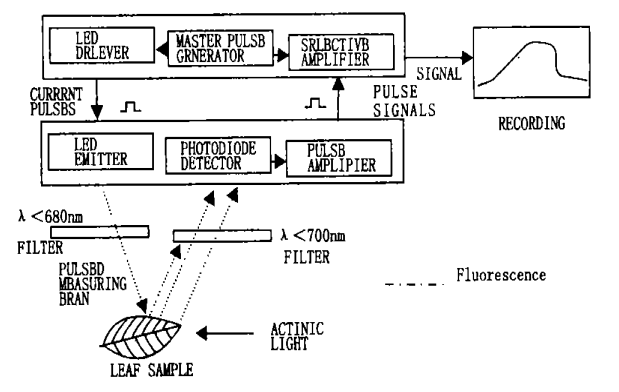 LED
DRLEVER
MASTER PULSB
GRNERATOR
SRLBCTIVB
AMPLIFIER
SIGNAL
CURRRNT
PULSBS
PULSE
SIGNALS
RECORDING
LED
EMITTER
PHOTODIODE
DETECTOR
PULSB
AMPLIPIER
λ <680nm
FILTER
λ <700nm
FILTER
PULSBD
MBASURING
BRAN
Fluorescence
ACTINIC
LIGHT
LEAF SAMPLE